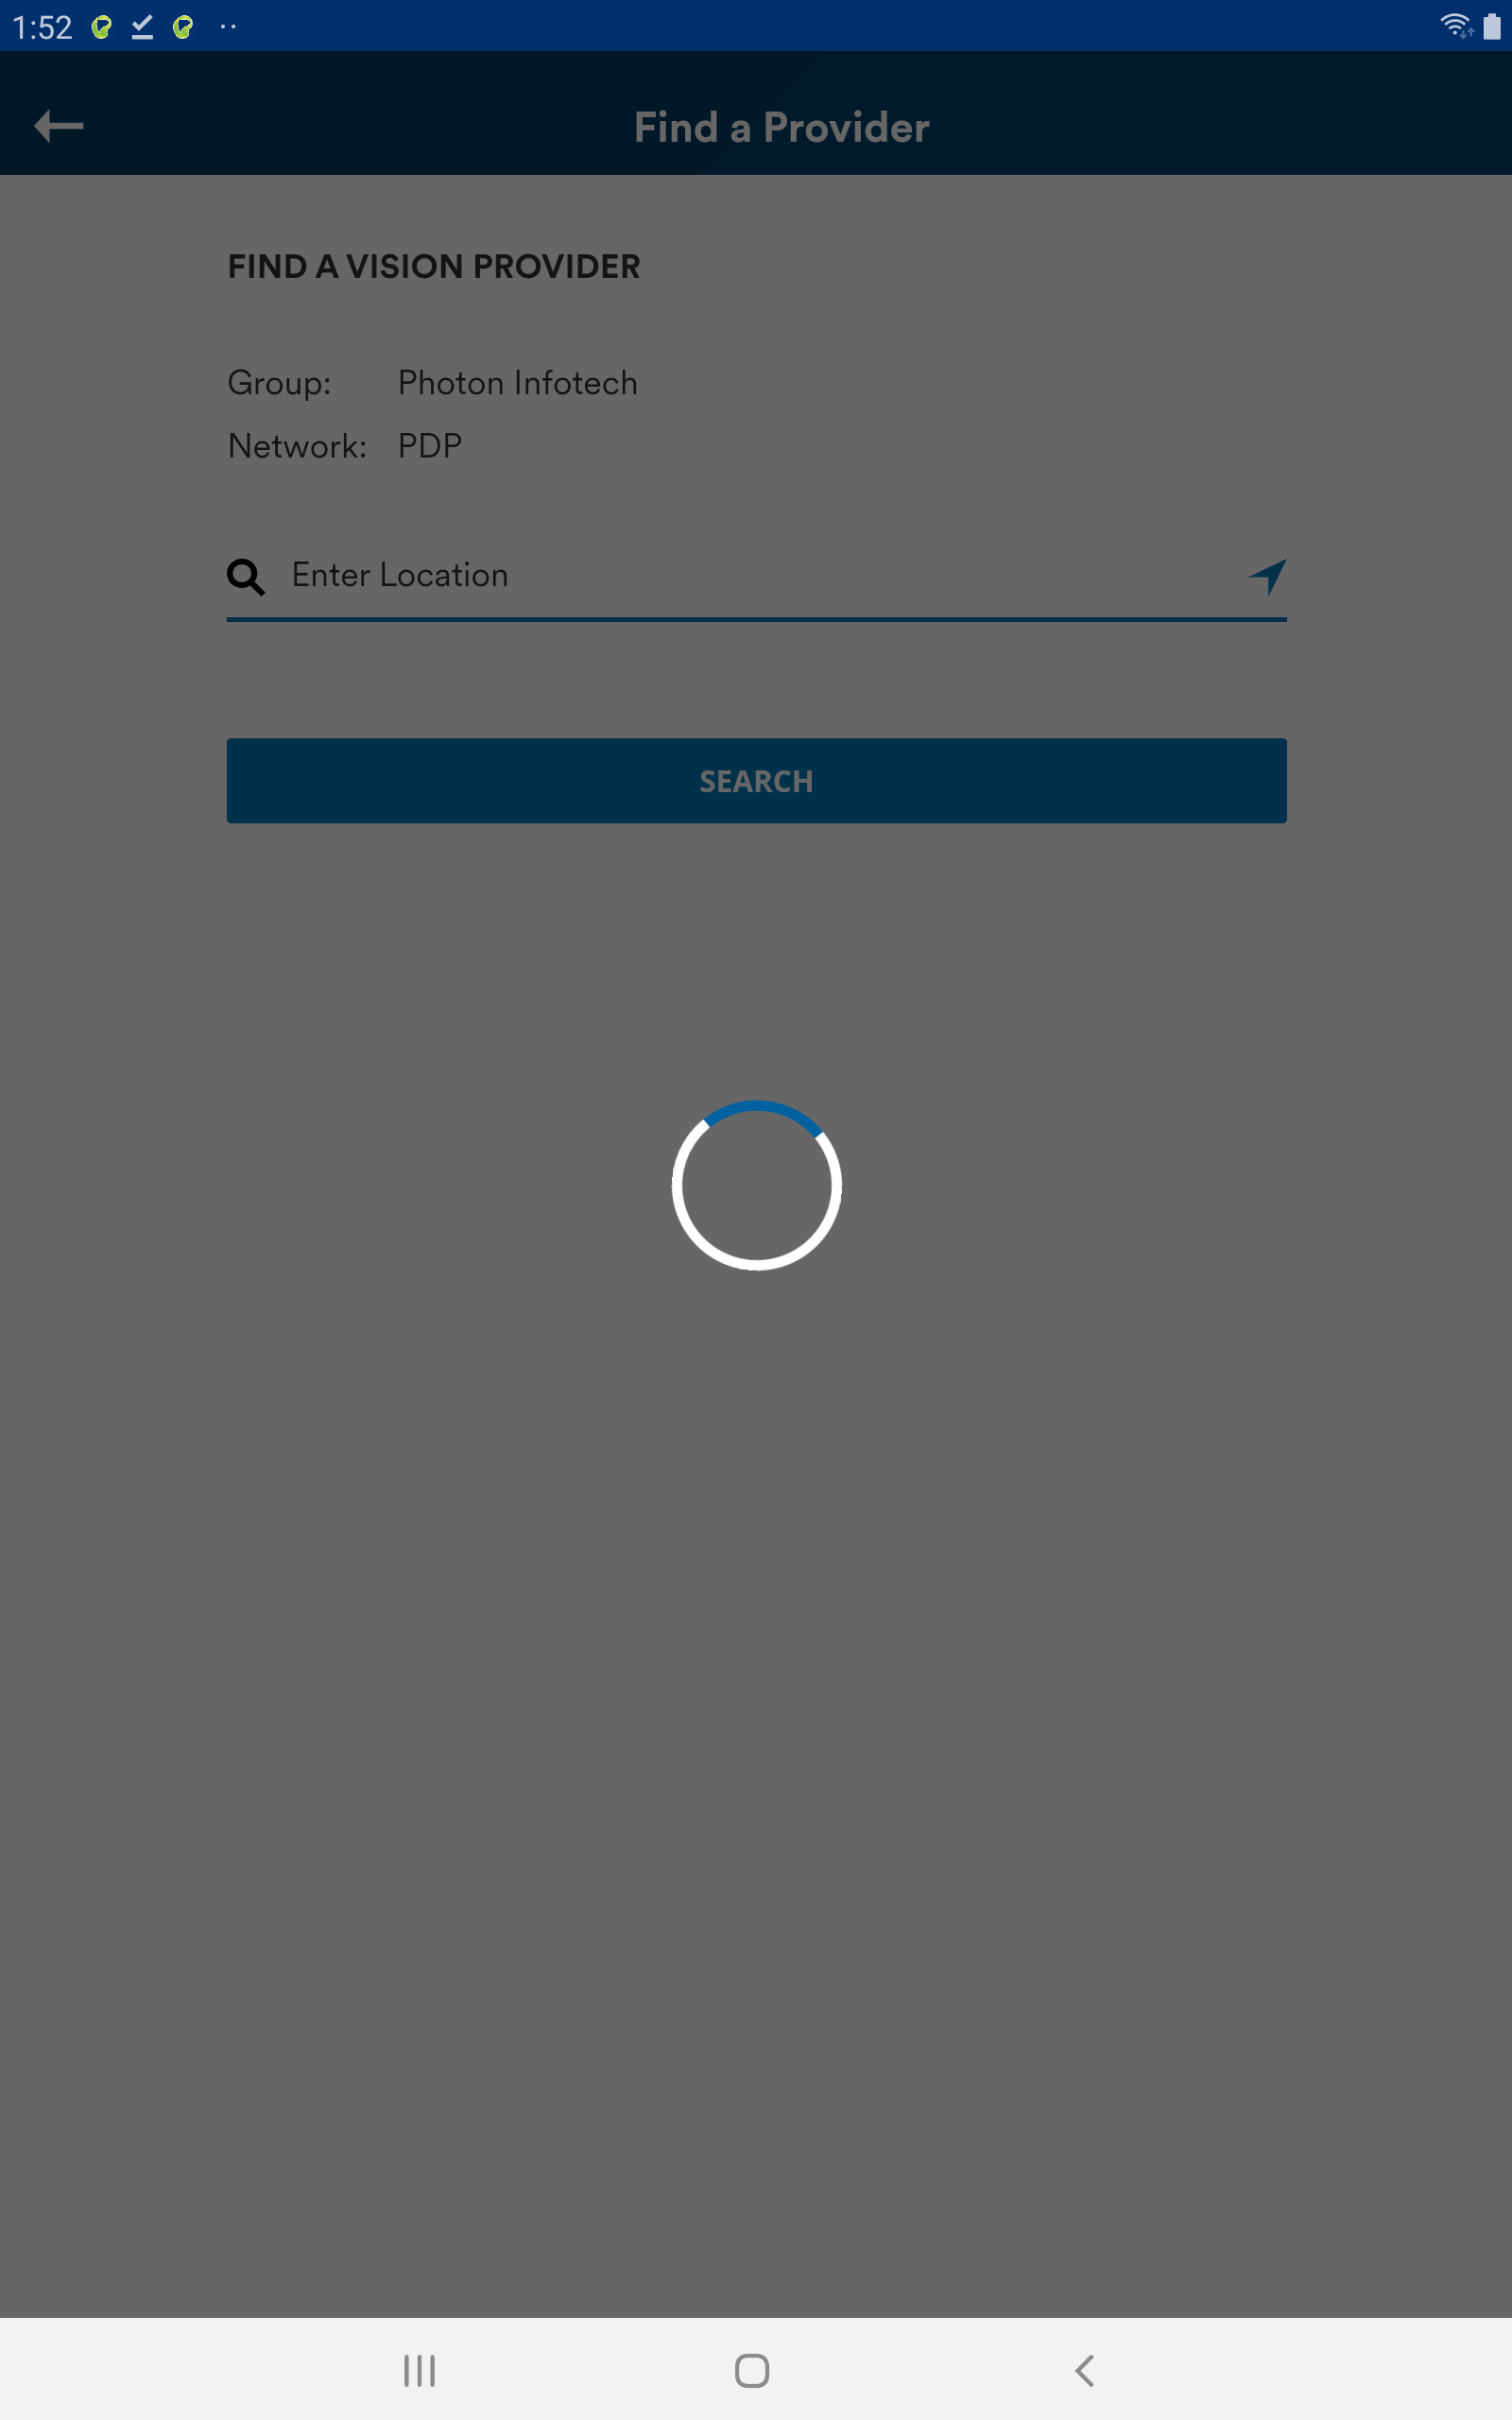 1:52
Find a Provider
FIND A VISION PROVIDER
Group: Photon Infotech
Network: PDP
Enter Location
SEARCH